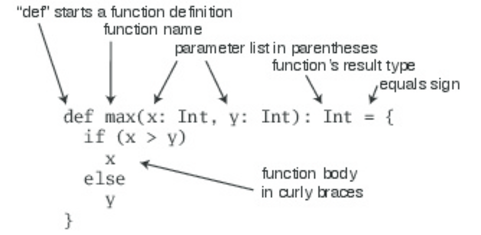 "def" starts a function definition
function name
parameter list in parentheses
function's result type
equals sign
def max(x: Int, y: Int): Int = {
if (x > y)
x
else
y
}
function body
in curly braces